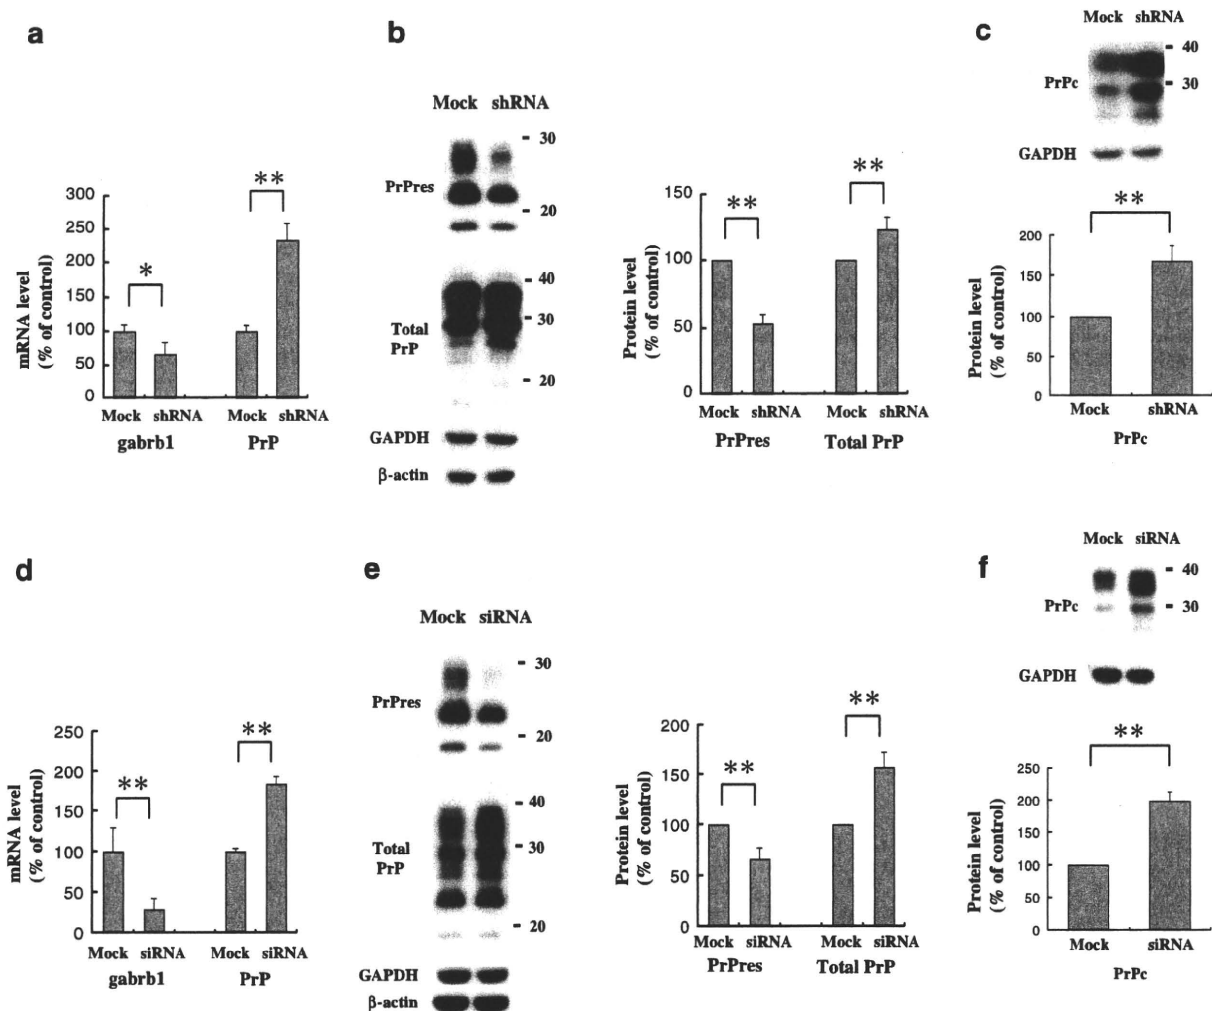 a
mRNA level
(% of control)
300
250
200
150
100
50
0
*
**
Mock shRNA Mock shRNA
gabrb1 PrP
b
Mock shRNA
PrPres
30
20
Total
PrP
40
30
20
GAPDH
β-actin
Protein level
(% of control)
150
100
50
0
**
**
Mock shRNA Mock shRNA
PrPres Total PrP
c
Mock shRNA
PrPc
40
30
GAPDH
**
Protein level
(% of control)
200
150
100
50
0
Mock shRNA
PrPc
d
mRNA level
(% of control)
250
200
150
100
50
0
**
**
Mock siRNA Mock siRNA
gabrb1 PrP
e
Mock siRNA
PrPres
30
20
Total
PrP
40
30
20
GAPDH
β-actin
Protein level
(% of control)
200
150
100
50
0
**
**
Mock siRNA Mock siRNA
PrPres Total PrP
f
Mock siRNA
PrPc
40
30
GAPDH
**
Protein level
(% of control)
250
200
150
100
50
0
Mock siRNA
PrPc